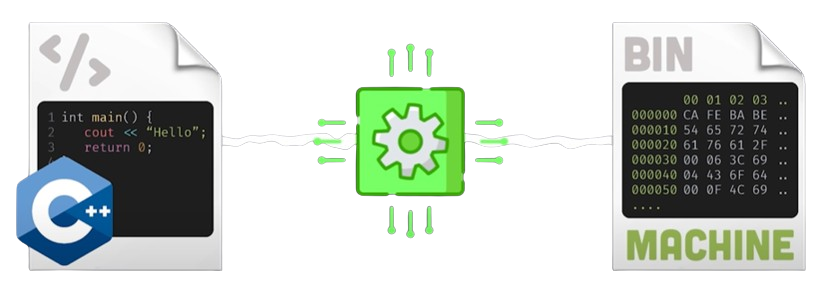 </>
1 int main() {
2 cout << “Hello”;
3 return 0;
4
C++
BIN
00 01 02 03 ..
000000 CA FE BA BE ..
000010 54 65 72 74 ..
000020 61 76 61 2F ..
000030 00 06 3C 69 ..
000040 04 43 6F 64 ..
000050 00 0F 4C 69 ..
....
MACHINE